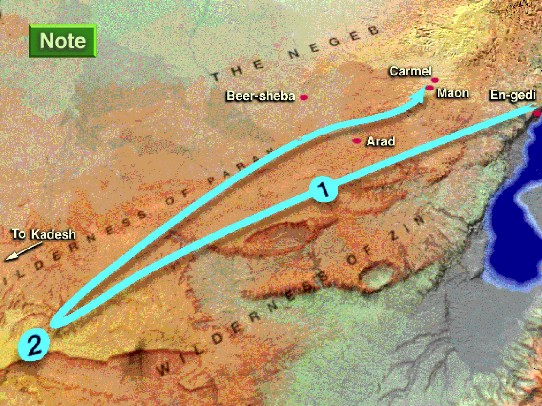 Note
THE NEGEB
Carmel
Maon
Beer-sheba
En-gedi
Arad
WILDERNESS OF PARAN
1
To Kadesh
WILDERNESS OF ZIN
2